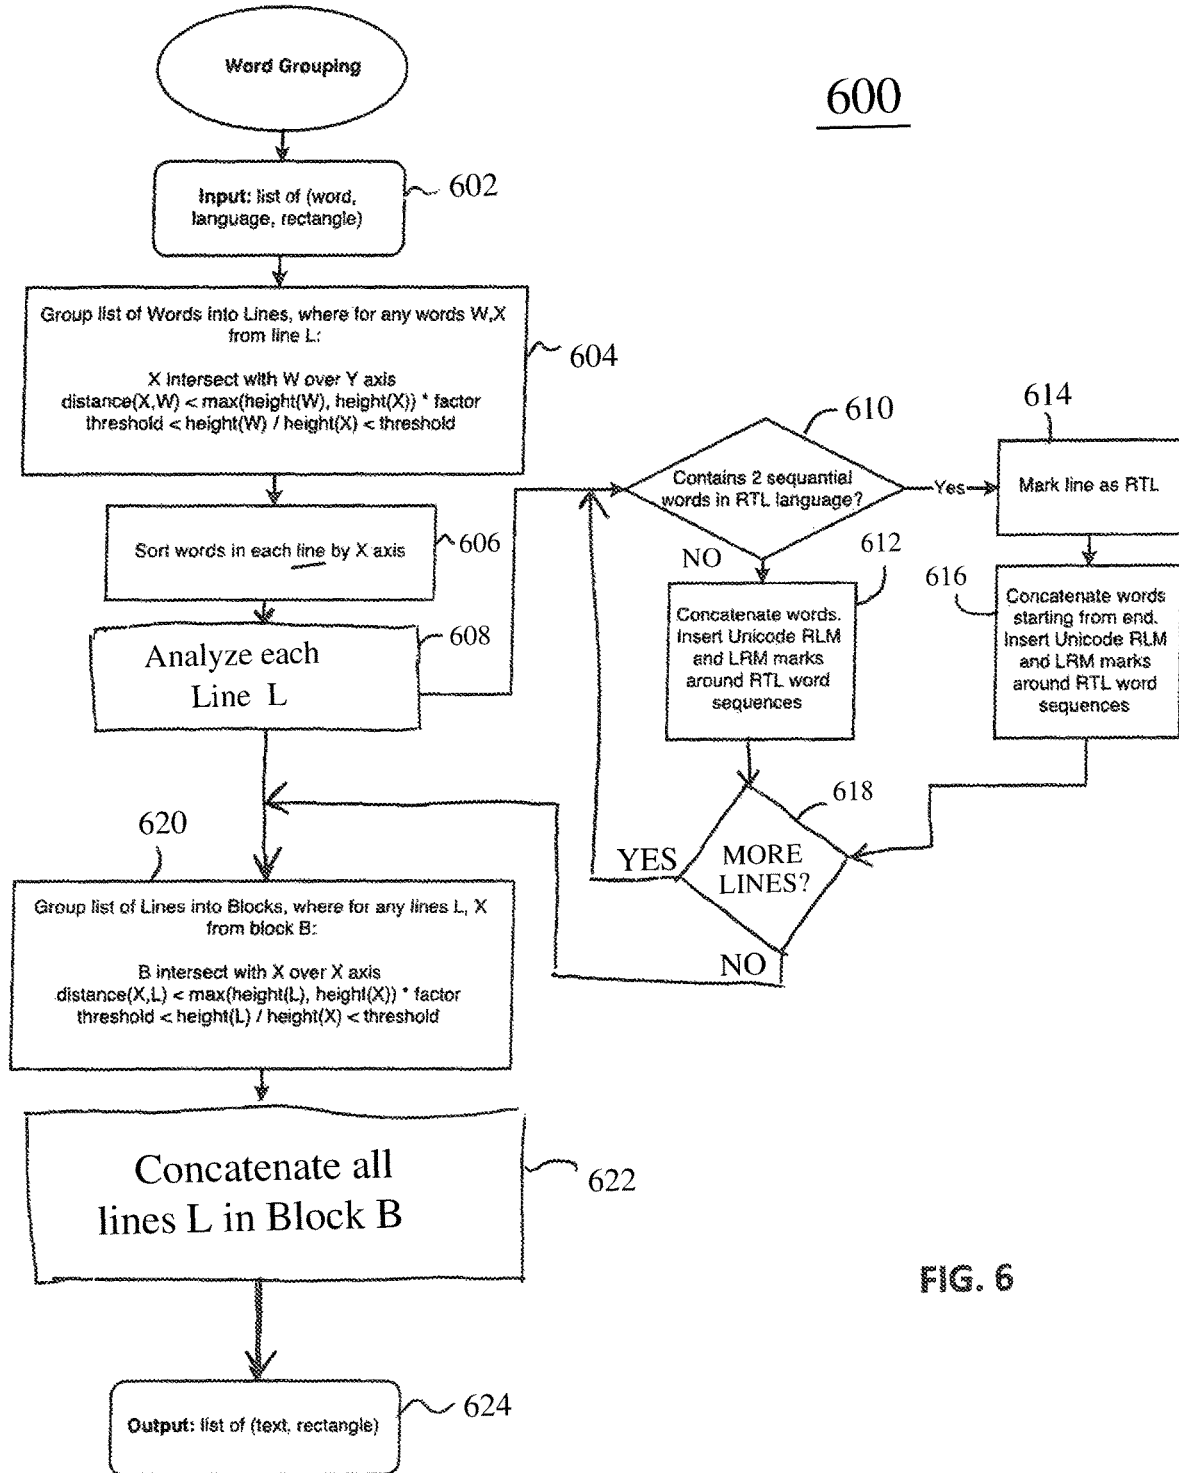 Word Grouping
600
Input: list of (word,
language, rectangle)
602
Group list of Words into Lines, where for any words W,X
from line L:
X intersect with W over Y axis
distance(X,W) < max(height(W), height(X)) * factor
threshold < height(W) / height(X) < threshold
604
Sort words in each line by X axis
606
Analyze each
Line L
608
Contains 2 sequantial
words in RTL language?
610
Yes
NO
Mark line as RTL
614
Concatenate words.
Insert Unicode RLM
and LRM marks
around RTL word
sequences
612
Concatenate words
starting from end.
Insert Unicode RLM
and LRM marks
around RTL word
sequences
616
MORE
LINES?
618
YES
NO
620
Group list of Lines into Blocks, where for any lines L, X
from block B:
B intersect with X over X axis
distance(X,L) < max(height(L), height(X)) * factor
threshold < height(L) / height(X) < threshold
Concatenate all
lines L in Block B
622
Output: list of (text, rectangle)
624
FIG. 6